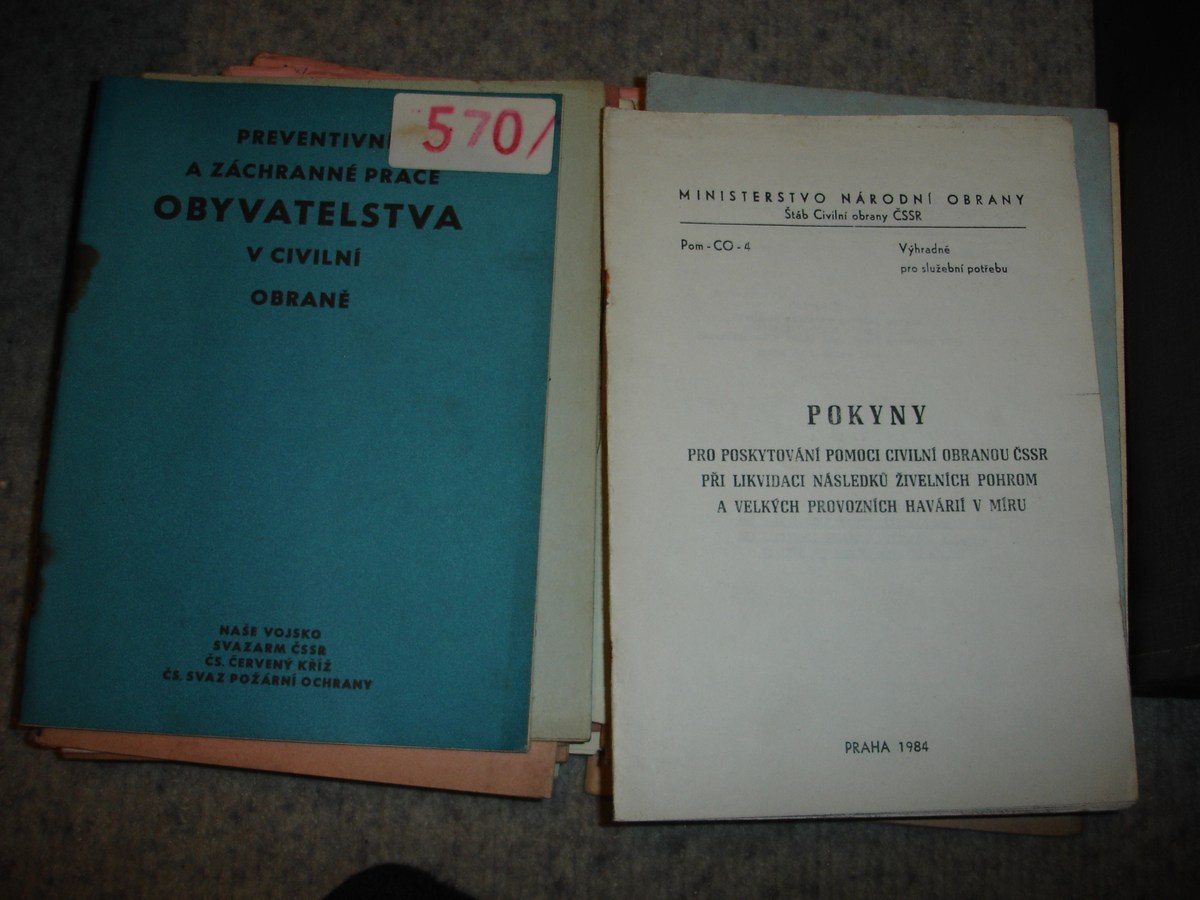 570/
PREVENTIVNÍ
A ZÁCHRANNÉ PRÁCE
OBYVATELSTVA
V CIVILNÍ
OBRANĚ
NAŠE VOJSKO
SVAZARM ČSSR
ČS. ČERVENÝ KŘÍŽ
ČS. SVAZ POŽÁRNÍ OCHRANY
MINISTERSTVO NÁRODNÍ OBRANY
Štáb Civilní obrany ČSSR
Pom - CO - 4
Výhradně
pro služební potřebu
POKYNY
PRO POSKYTOVÁNÍ POMOCI CIVILNÍ OBRANOU ČSSR
PŘI LIKVIDACI NÁSLEDKŮ ŽIVELNÍCH POHROM
A VELKÝCH PROVOZNÍCH HAVÁRIÍ V MÍRU
PRAHA 1984